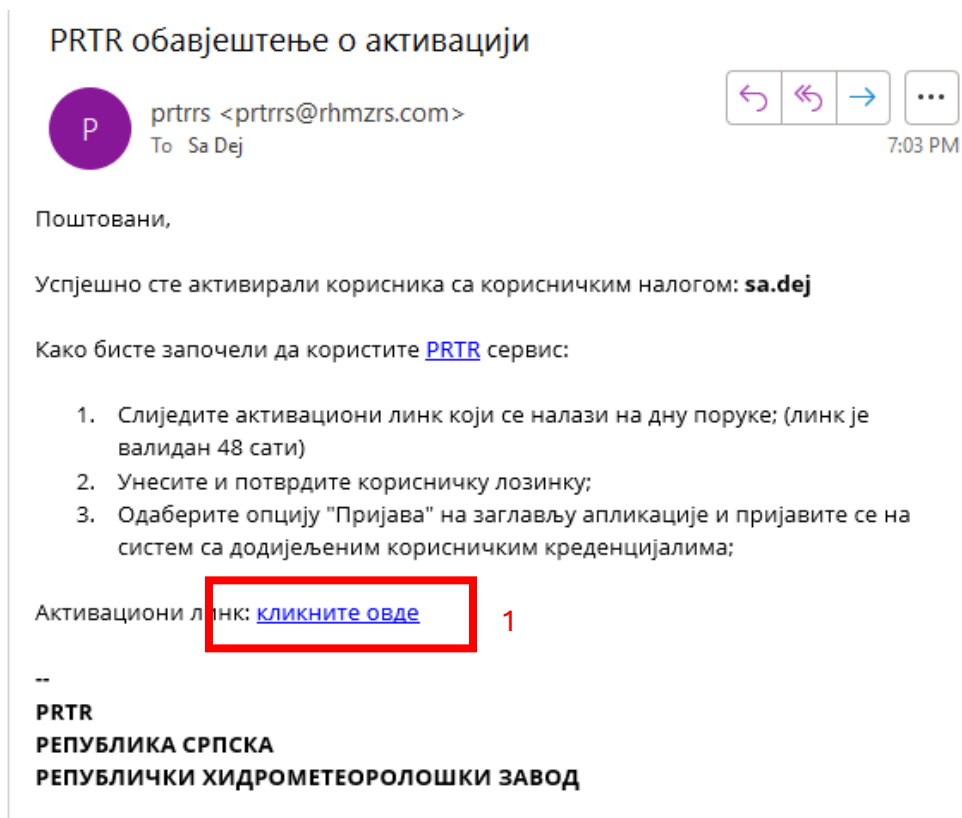 PRTR обавјештење о активацији
P
prtrrs <prtrrs@rhmzrs.com>
To Sa Dej
7:03 PM
Поштовани,
Успјешно сте активирали корисника са корисничким налогом: sa.dej
Како бисте започели да користите PRTR сервис:
1. Слиједите активациони линк који се налази на дну поруке; (линк је
валидан 48 сати)
2. Унесите и потврдите корисничку лозинку;
3. Одаберите опцију "Пријава" на заглављу апликације и пријавите се на
систем са додијељеним корисничким креденцијалима;
Активациони линк: кликните овде
1
--
PRTR
РЕПУБЛИКА СРПСКА
РЕПУБЛИЧКИ ХИДРОМЕТЕОРОЛОШКИ ЗАВОД